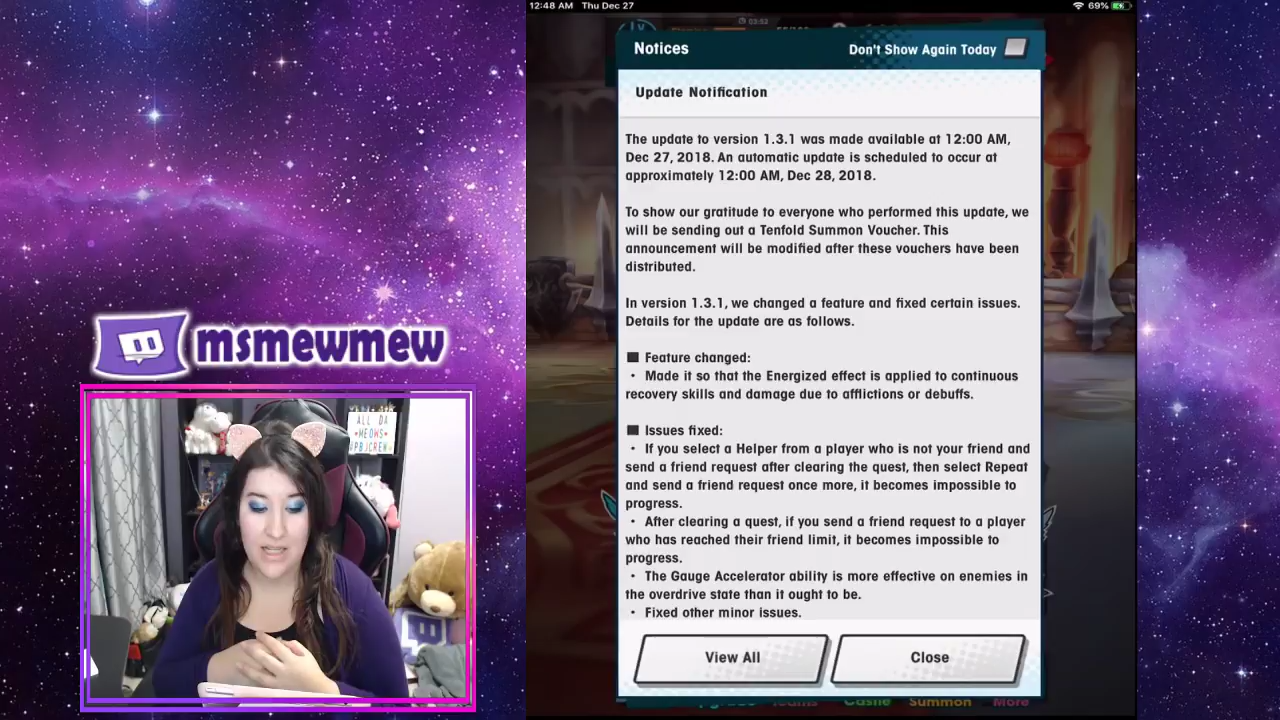 12:48 AM Thu Dec 27
69%
03:52
Notices
Don't Show Again Today
Update Notification
The update to version 1.3.1 was made available at 12:00 AM,
Dec 27, 2018. An automatic update is scheduled to occur at
approximately 12:00 AM, Dec 28, 2018.
To show our gratitude to everyone who performed this update, we
will be sending out a Tenfold Summon Voucher. This
announcement will be modified after these vouchers have been
distributed.
In version 1.3.1, we changed a feature and fixed certain issues.
Details for the update are as follows.
■ Feature changed:
・ Made it so that the Energized effect is applied to continuous
recovery skills and damage due to afflictions or debuffs.
■ Issues fixed:
・ If you select a Helper from a player who is not your friend and
send a friend request after clearing the quest, then select Repeat
and send a friend request once more, it becomes impossible to
progress.
・ After clearing a quest, if you send a friend request to a player
who has reached their friend limit, it becomes impossible to
progress.
・ The Gauge Accelerator ability is more effective on enemies in
the overdrive state than it ought to be.
・ Fixed other minor issues.
View All
Close
Teams Castle Summon More
msmewmew
ALL DA
MEOWS
#PBJCREW